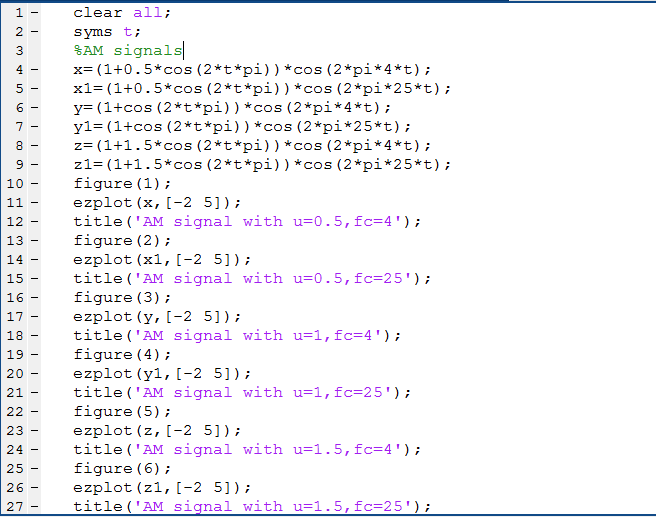 1 - clear all;
2 - syms t;
3 %AM signals
4 - x=(1+0.5*cos(2*t*pi))*cos(2*pi*4*t);
5 - x1=(1+0.5*cos(2*t*pi))*cos(2*pi*25*t);
6 - y=(1+cos(2*t*pi))*cos(2*pi*4*t);
7 - y1=(1+cos(2*t*pi))*cos(2*pi*25*t);
8 - z=(1+1.5*cos(2*t*pi))*cos(2*pi*4*t);
9 - z1=(1+1.5*cos(2*t*pi))*cos(2*pi*25*t);
10 - figure(1);
11 - ezplot(x,[-2 5]);
12 - title('AM signal with u=0.5,fc=4');
13 - figure(2);
14 - ezplot(x1,[-2 5]);
15 - title('AM signal with u=0.5,fc=25');
16 - figure(3);
17 - ezplot(y,[-2 5]);
18 - title('AM signal with u=1,fc=4');
19 - figure(4);
20 - ezplot(y1,[-2 5]);
21 - title('AM signal with u=1,fc=25');
22 - figure(5);
23 - ezplot(z,[-2 5]);
24 - title('AM signal with u=1.5,fc=4');
25 - figure(6);
26 - ezplot(z1,[-2 5]);
27 - title('AM signal with u=1.5,fc=25');